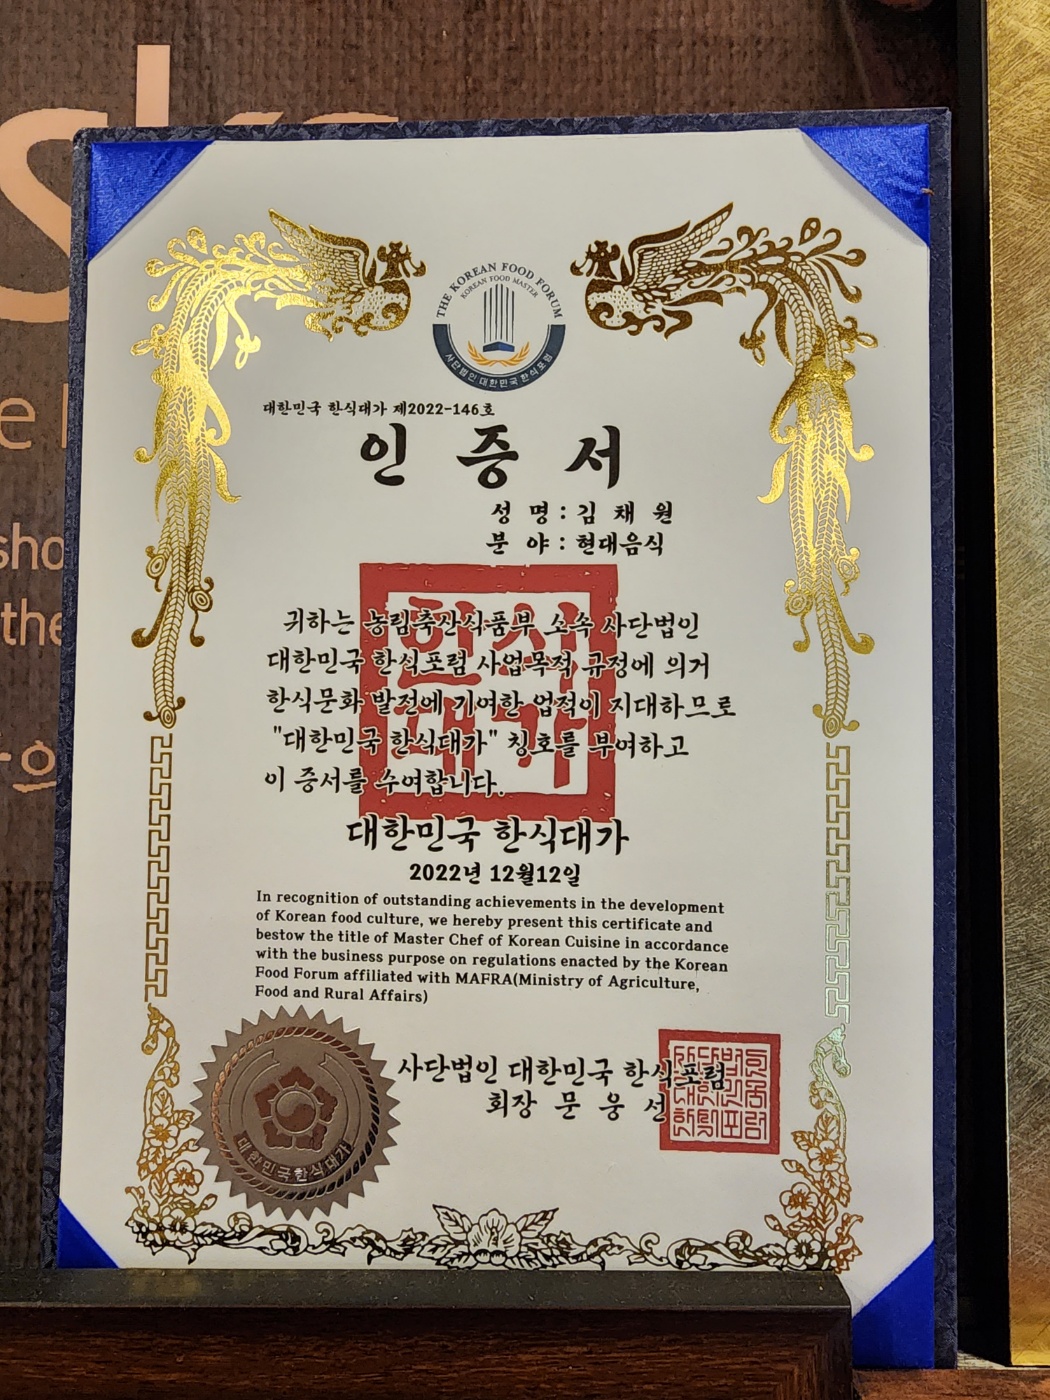 THE KOREAN FOOD FORUM
KOREAN FOOD MASTER
사단법인 대한민국 한식포럼
대한민국 한식대가 제2022-146호
인 증 서
성 명 : 김 채 원
분 야 : 현대음식
귀하는 농림축산식품부 소속 사단법인
대한민국 한식포럼 사업목적 규정에 의거
한식문화 발전에 기여한 업적이 지대하므로
"대한민국 한식대가" 칭호를 부여하고
이 증서를 수여합니다.
대한민국 한식대가
2022년 12월12일
In recognition of outstanding achievements in the development
of Korean food culture, we hereby present this certificate and
bestow the title of Master Chef of Korean Cuisine in accordance
with the business purpose on regulations enacted by the Korean
Food Forum affiliated with MAFRA(Ministry of Agriculture,
Food and Rural Affairs)
대한민국한식대가
사단법인 대한민국 한식포럼
회장 문 웅 선